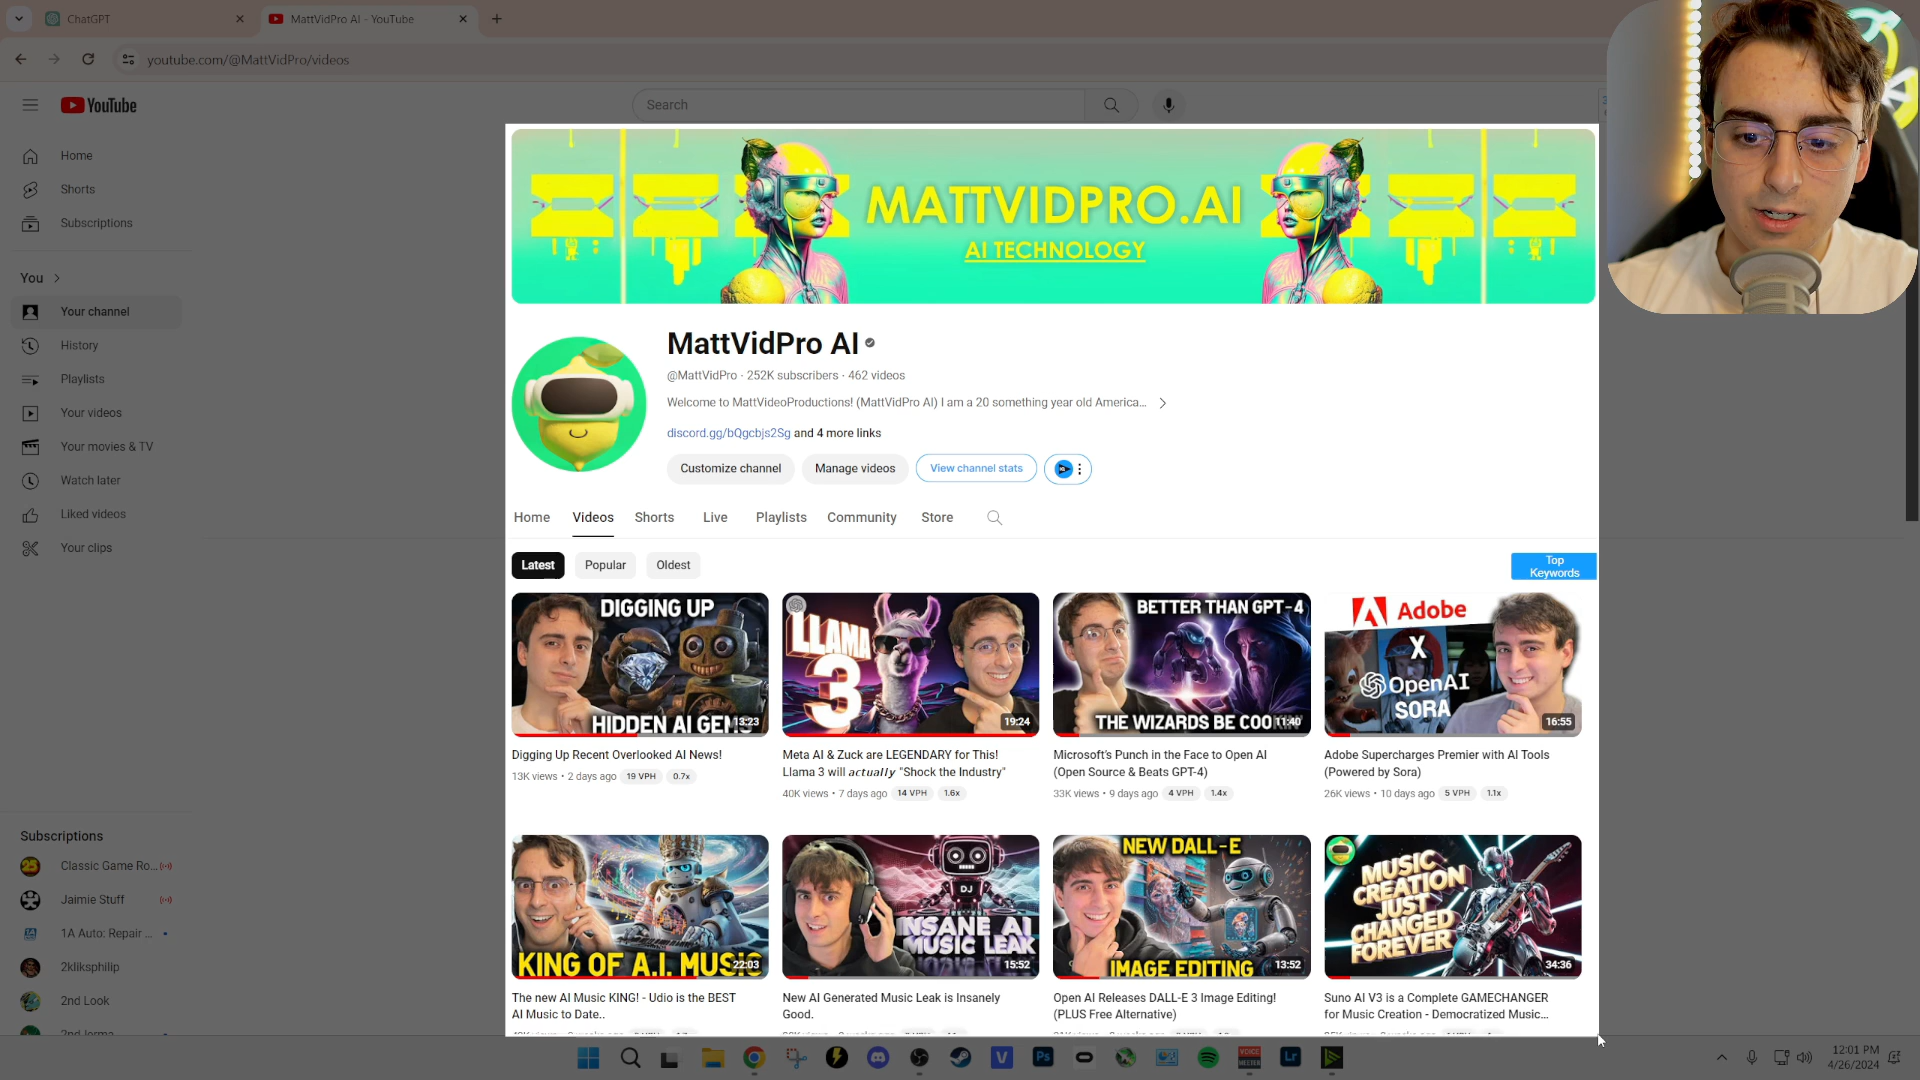 ChatGPT
MattVidPro AI - YouTube
youtube.com/@MattVidPro/videos
YouTube
Search
Home
Shorts
Subscriptions
You
Your channel
History
Playlists
Your videos
Your movies & TV
Watch later
Liked videos
Your clips
Subscriptions
Classic Game Ro...
Jaimie Stuff
1A Auto: Repair ...
2kliksphilip
2nd Look
MATTVIDPRO.AI
AI TECHNOLOGY
MattVidPro AI
@MattVidPro · 252K subscribers · 462 videos
Welcome to MattVideoProductions! (MattVidPro AI) I am a 20 something year old America...
discord.gg/bQgcbjs2Sg and 4 more links
Customize channel
Manage videos
View channel stats
Home
Videos
Shorts
Live
Playlists
Community
Store
Latest
Popular
Oldest
Top
Keywords
DIGGING UP
HIDDEN AI GEMS
13:23
LLAMA
3
19:24
BETTER THAN GPT-4
THE WIZARDS BE COO
11:40
Adobe
X
OpenAI
SORA
16:55
Digging Up Recent Overlooked AI News!
13K views • 2 days ago 19 VPH 0.7x
Meta AI & Zuck are LEGENDARY for This!
Llama 3 will actually "Shock the Industry"
40K views • 7 days ago 14 VPH 1.6x
Microsoft's Punch in the Face to Open AI
(Open Source & Beats GPT-4)
33K views • 9 days ago 4 VPH 1.4x
Adobe Supercharges Premier with AI Tools
(Powered by Sora)
26K views • 10 days ago 5 VPH 1.1x
KING OF A.I. MUSIC
22:03
DJ
INSANE AI
MUSIC LEAK
15:52
NEW DALL-E
IMAGE EDITING
13:52
MUSIC
CREATION
JUST
CHANGED
FOREVER
34:36
The new AI Music KING! - Udio is the BEST
AI Music to Date..
New AI Generated Music Leak is Insanely
Good.
Open AI Releases DALL-E 3 Image Editing!
(PLUS Free Alternative)
Suno AI V3 is a Complete GAMECHANGER
for Music Creation - Democratized Music...
Ps
VOICE
MEETER
Lr
12:01 PM
4/26/2024